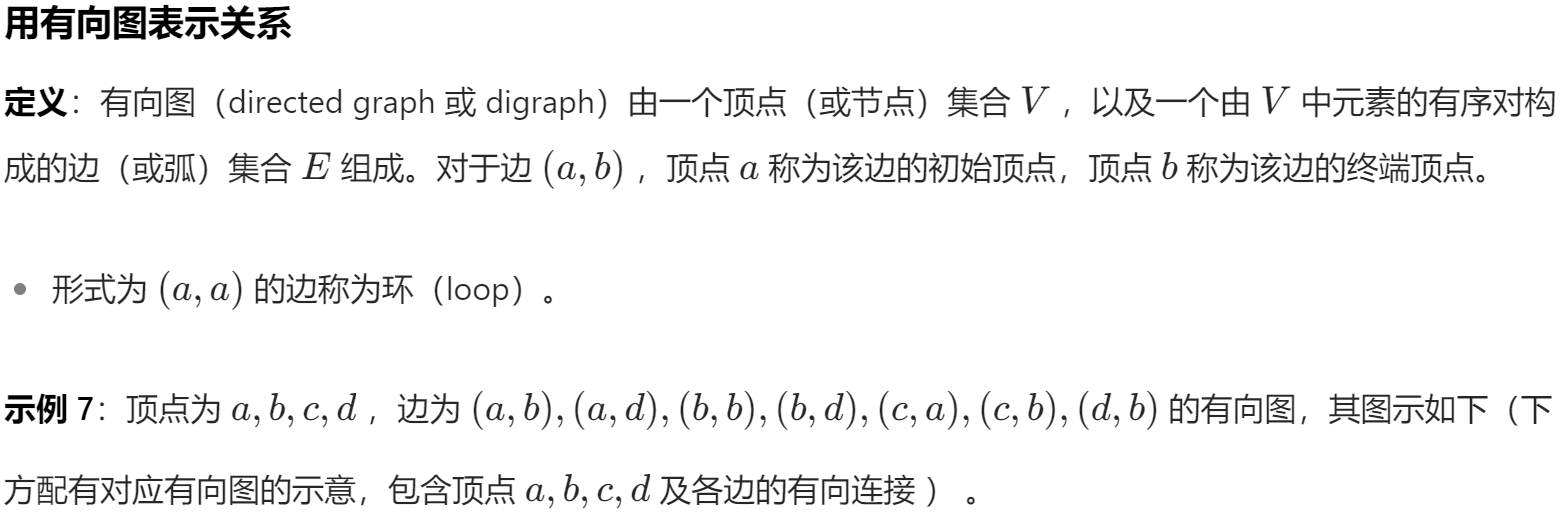 用有向图表示关系
定义：有向图（directed graph 或 digraph）由一个顶点（或节点）集合 V ，以及一个由 V 中元素的有序对构
成的边（或弧）集合 E 组成。对于边 (a, b) ，顶点 a 称为该边的初始顶点，顶点 b 称为该边的终端顶点。
• 形式为 (a, a) 的边称为环（loop）。
示例 7：顶点为 a, b, c, d ，边为 (a, b), (a, d), (b, b), (b, d), (c, a), (c, b), (d, b) 的有向图，其图示如下（下
方配有对应有向图的示意，包含顶点 a, b, c, d 及各边的有向连接 ） 。